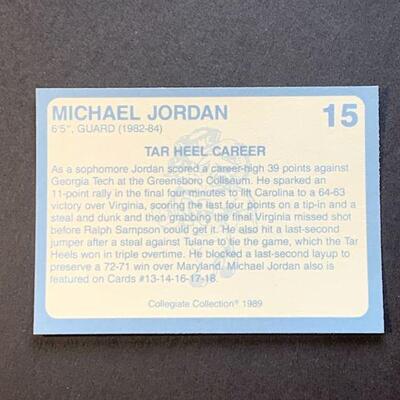 MICHAEL JORDAN 15
6'5", GUARD (1982-84)
TAR HEEL CAREER
As a sophomore Jordan scored a career-high 39 points against
Georgia Tech at the Greensboro Coliseum. He sparked an
11-point rally in the final four minutes to lift Carolina to a 64-63
victory over Virginia, scoring the last four points on a tip-in and a
steal and dunk and then grabbing the final Virginia missed shot
before Ralph Sampson could get it. He also hit a last-second
jumper after a steal against Tulane to tie the game, which the Tar
Heels won in triple overtime. He blocked a last-second layup to
preserve a 72-71 win over Maryland. Michael Jordan also is
featured on Cards #13-14-16-17-18.
Collegiate Collection® 1989